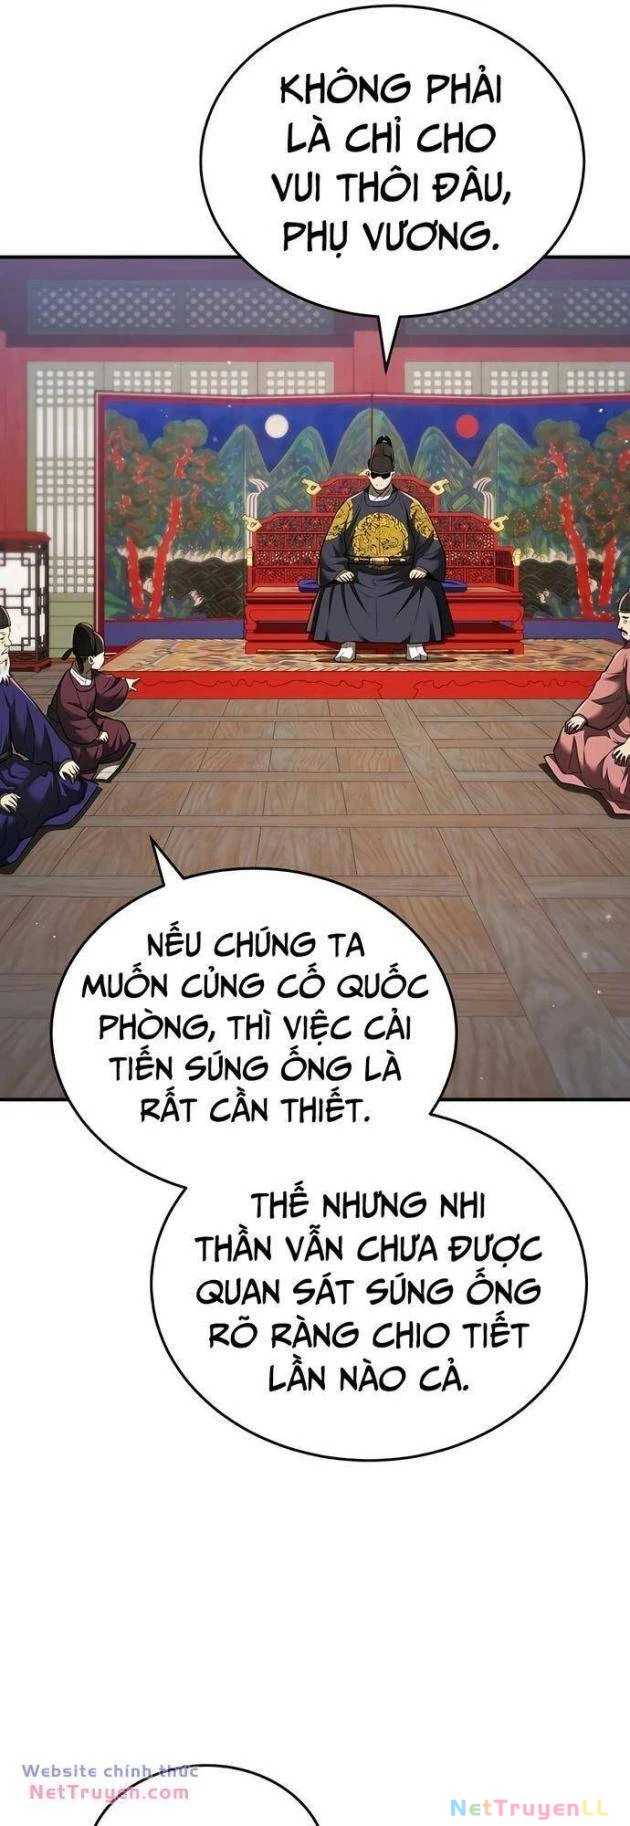 KHÔNG PHẢI
LÀ CHỈ CHO
VUI THÔI ĐÂU,
PHỤ VƯƠNG.
NẾU CHÚNG TA
MUỐN CỦNG CỐ QUỐC
PHÒNG, THÌ VIỆC CẢI
TIẾN SÚNG ỐNG LÀ
RẤT CẦN THIẾT.
THẾ NHƯNG NHI
THẦN VẪN CHƯA ĐƯỢC
QUAN SÁT SÚNG ỐNG
RÕ RÀNG CHIO TIẾT
LẦN NÀO CẢ.
Website chính thức
NetTruyen.com
NetTruyenLL